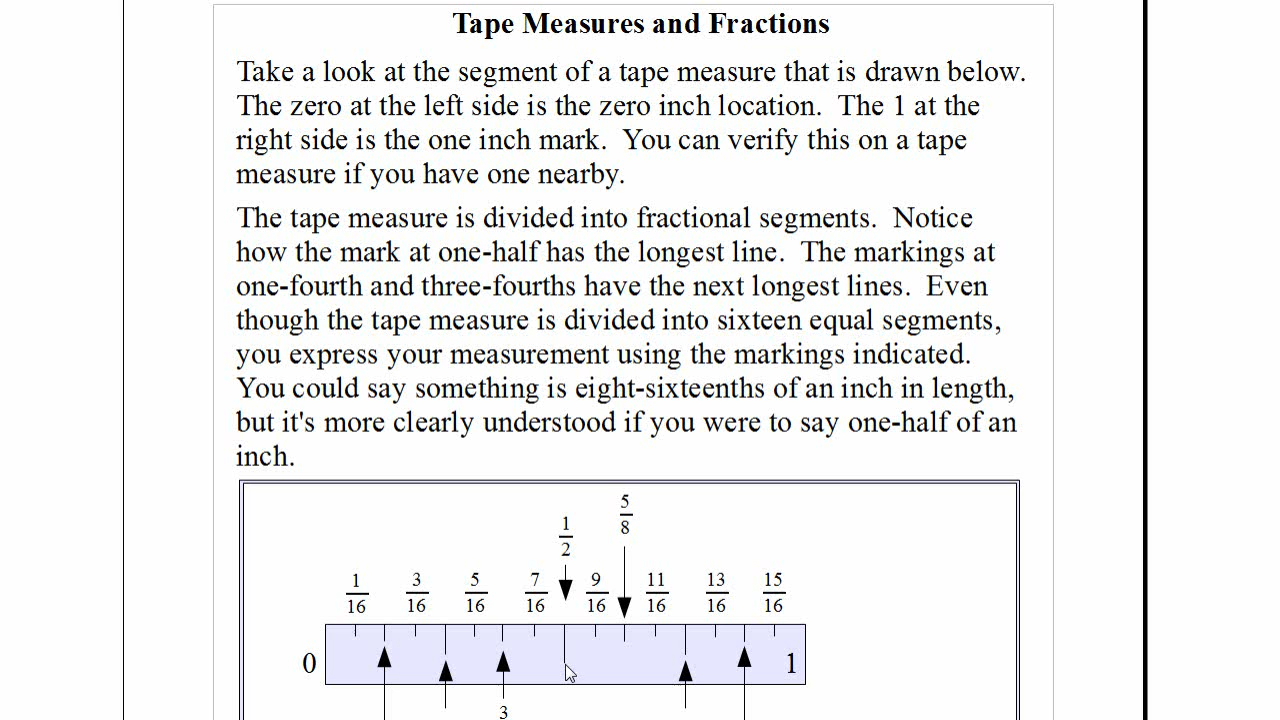 Tape Measures and Fractions
Take a look at the segment of a tape measure that is drawn below.
The zero at the left side is the zero inch location.  The 1 at the
right side is the one inch mark.  You can verify this on a tape
measure if you have one nearby.
The tape measure is divided into fractional segments.  Notice
how the mark at one-half has the longest line.  The markings at
one-fourth and three-fourths have the next longest lines.  Even
though the tape measure is divided into sixteen equal segments,
you express your measurement using the markings indicated.
You could say something is eight-sixteenths of an inch in length,
but it's more clearly understood if you were to say one-half of an
inch.
5/8
1/2
1/16 3/16 5/16 7/16 9/16 11/16 13/16 15/16
0 1
3